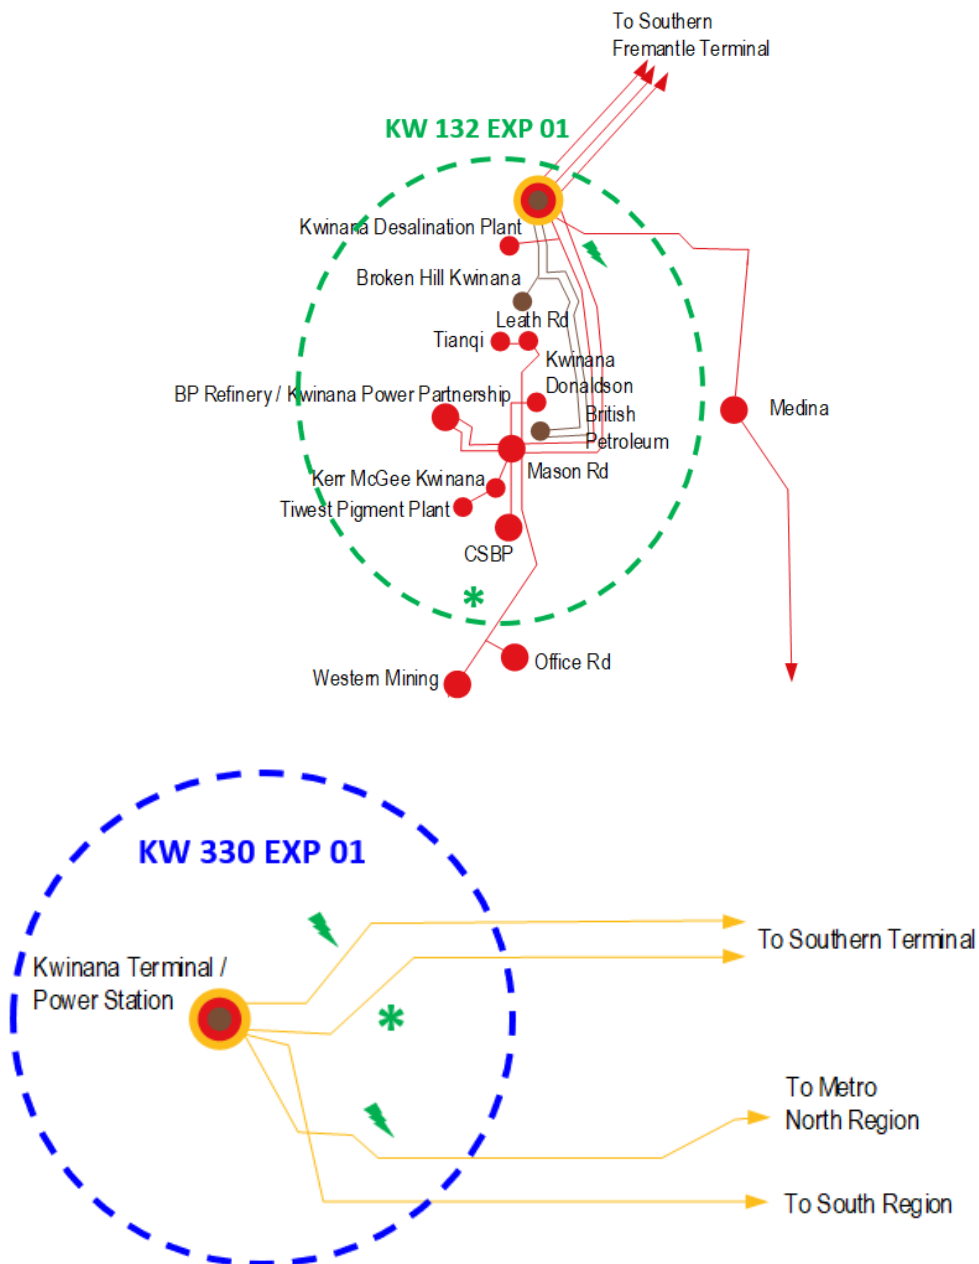 To Southern
Fremantle Terminal
KW 132 EXP 01
Kwinana Desalination Plant
Broken Hill Kwinana
Leath Rd
Tianqi
Kwinana
Donaldson
BP Refinery / Kwinana Power Partnership
British
Petroleum
Medina
Mason Rd
Kerr McGee Kwinana
Tiwest Pigment Plant
CSBP
*
Office Rd
Western Mining
KW 330 EXP 01
To Southern Terminal
Kwinana Terminal /
Power Station
*
To Metro
North Region
To South Region